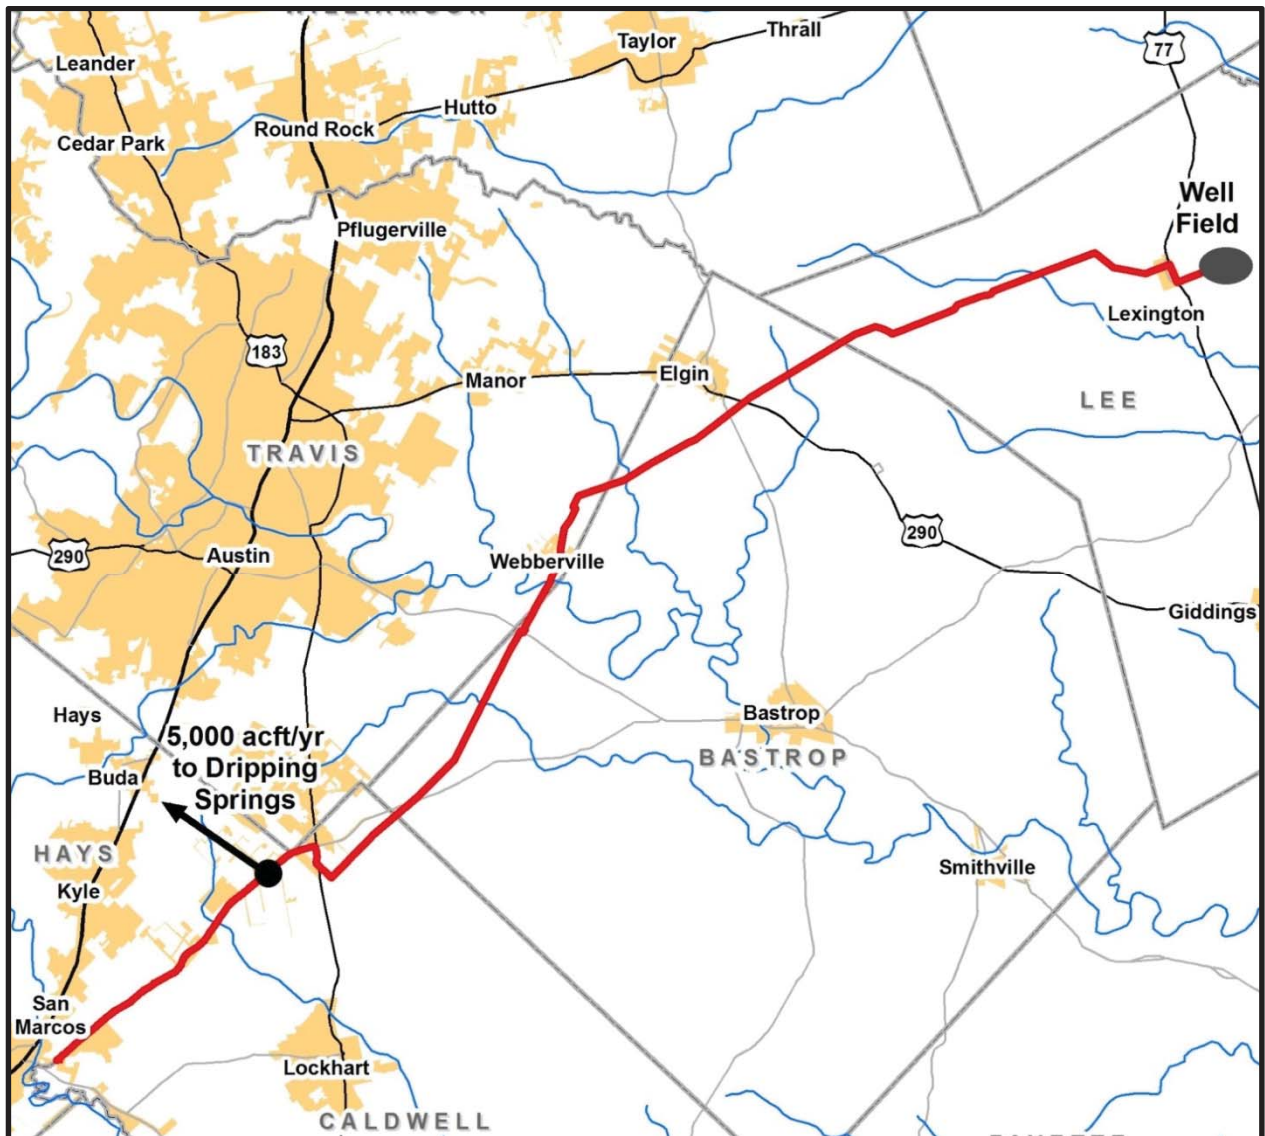 Leander
Taylor
Thrall
77
Hutto
Round Rock
Cedar Park
Well
Field
Pflugerville
Lexington
183
Manor
Elgin
LEE
TRAVIS
290
Austin
Webberville
290
Giddings
Hays
Bastrop
5,000 acft/yr
to Dripping
Springs
Buda
BASTROP
HAYS
Kyle
Smithville
San
Marcos
Lockhart
CALDWELL